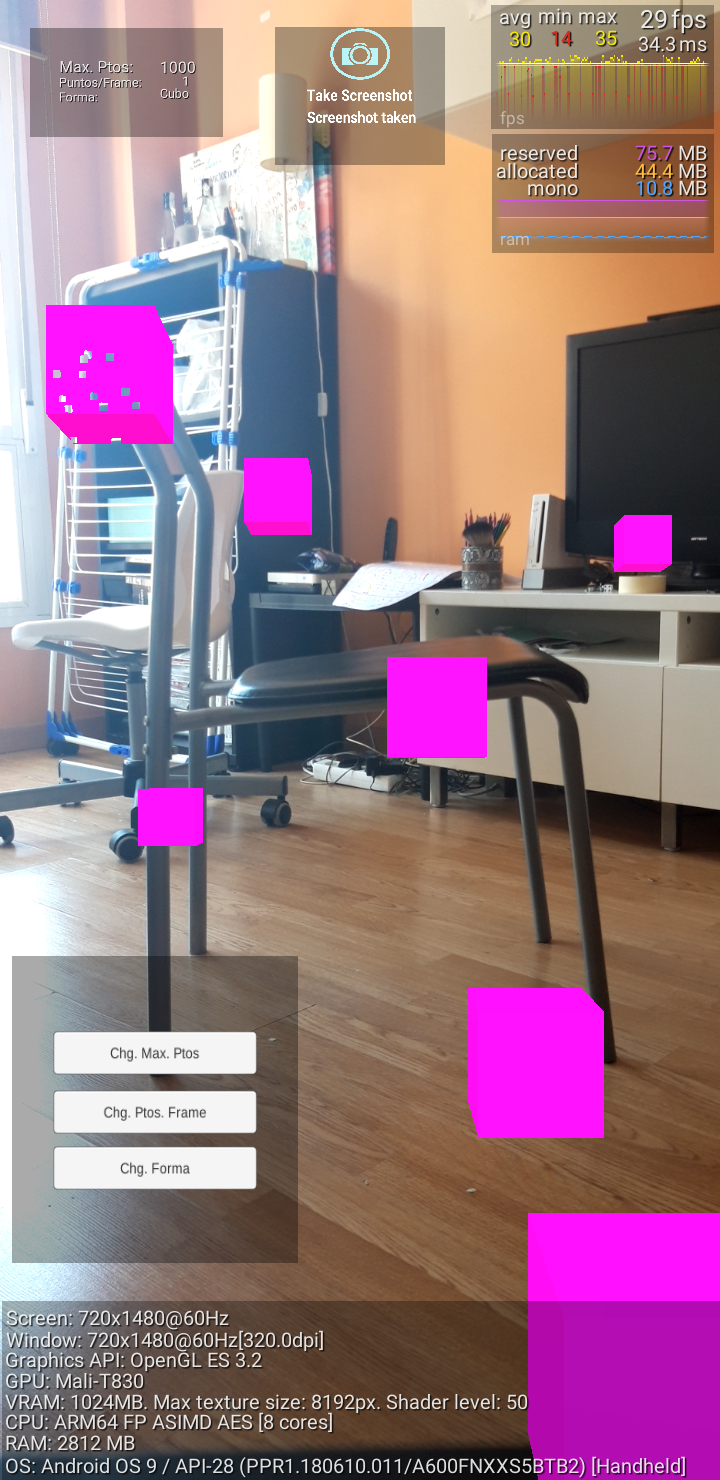 Max. Ptos: 1000
Puntos/Frame: 1
Forma: Cubo
Take Screenshot
Screenshot taken
avg min max 29fps
30 14 35 34.3ms
fps
reserved 75.7 MB
allocated 44.4 MB
mono 10.8 MB
ram
Chg. Max. Ptos
Chg. Ptos. Frame
Chg. Forma
Screen: 720x1480@60Hz
Window: 720x1480@60Hz[320.0dpi]
Graphics API: OpenGL ES 3.2
GPU: Mali-T830
VRAM: 1024MB. Max texture size: 8192px. Shader level: 50
CPU: ARM64 FP ASIMD AES [8 cores]
RAM: 2812 MB
OS: Android OS 9 / API-28 (PPR1.180610.011/A600FNXXS5BTB2) [Handheld]